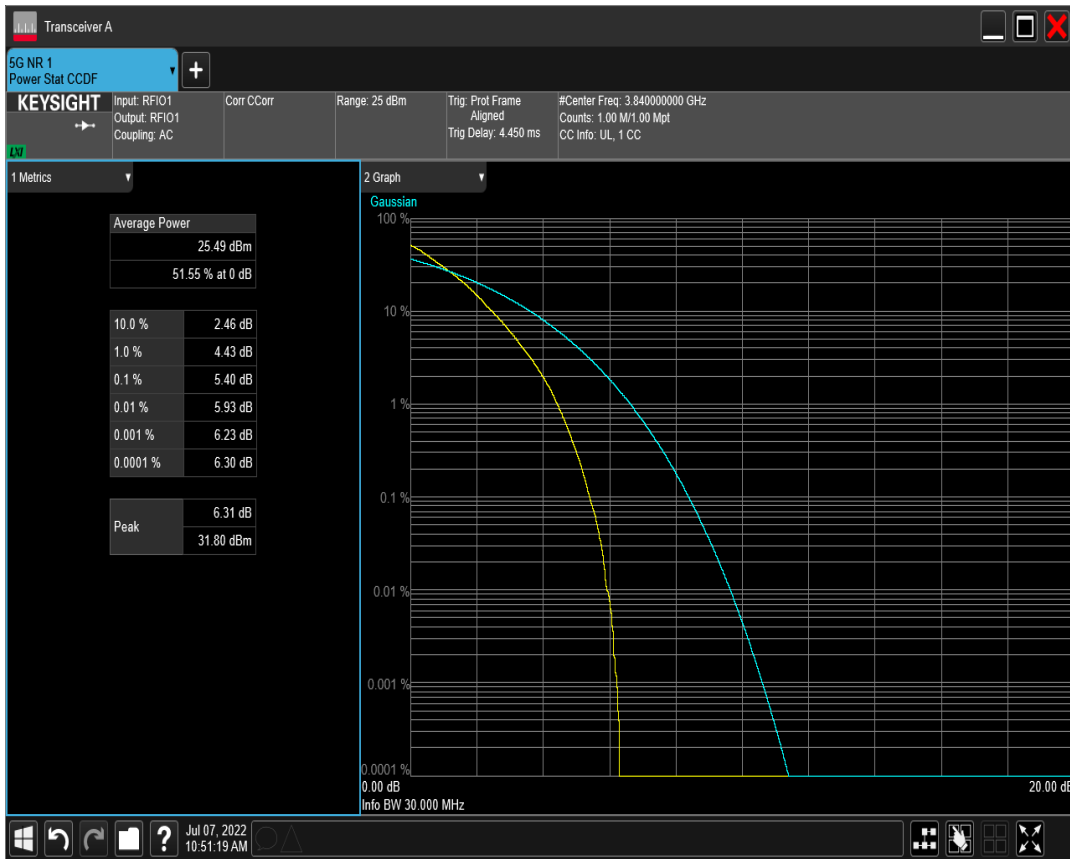 Transceiver A
5G NR 1
Power Stat CCDF
+
KEYSIGHT
LXI
Input: RFIO1
Output: RFIO1
Coupling: AC
Corr CCorr
Range: 25 dBm
Trig: Prot Frame
Aligned
Trig Delay: 4.450 ms
#Center Freq: 3.840000000 GHz
Counts: 1.00 M/1.00 Mpt
CC Info: UL, 1 CC
1 Metrics
Average Power
25.49 dBm
51.55 % at 0 dB
10.0 % 2.46 dB
1.0 % 4.43 dB
0.1 % 5.40 dB
0.01 % 5.93 dB
0.001 % 6.23 dB
0.0001 % 6.30 dB
Peak 6.31 dB
31.80 dBm
2 Graph
Gaussian
100 %
10 %
1 %
0.1 %
0.01 %
0.001 %
0.0001 %
0.00 dB 20.00 dB
Info BW 30.000 MHz
?
Jul 07, 2022
10:51:19 AM